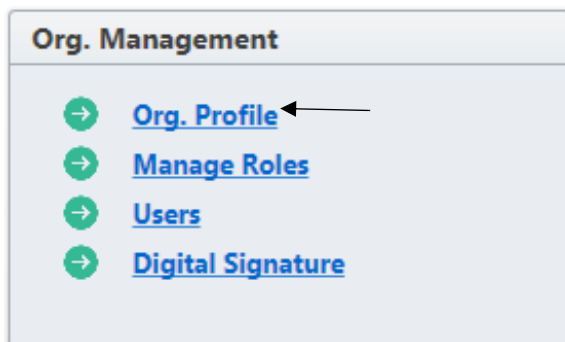 Org. Management
Org. Profile
Manage Roles
Users
Digital Signature